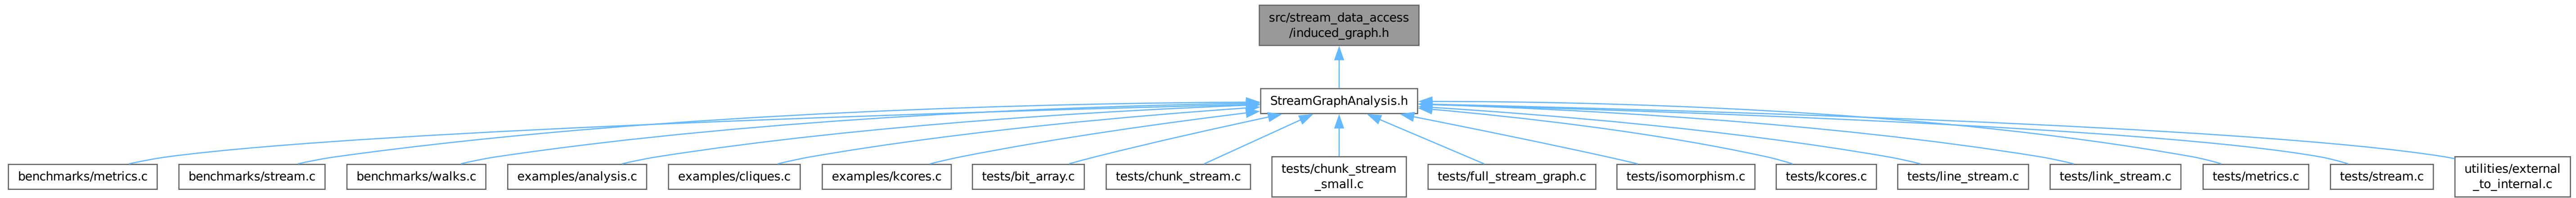 src/stream_data_access
/induced_graph.h
StreamGraphAnalysis.h
benchmarks/metrics.c
benchmarks/stream.c
benchmarks/walks.c
examples/analysis.c
examples/cliques.c
examples/kcores.c
tests/bit_array.c
tests/chunk_stream.c
tests/chunk_stream
_small.c
tests/full_stream_graph.c
tests/isomorphism.c
tests/kcores.c
tests/line_stream.c
tests/link_stream.c
tests/metrics.c
tests/stream.c
utilities/external
_to_internal.c